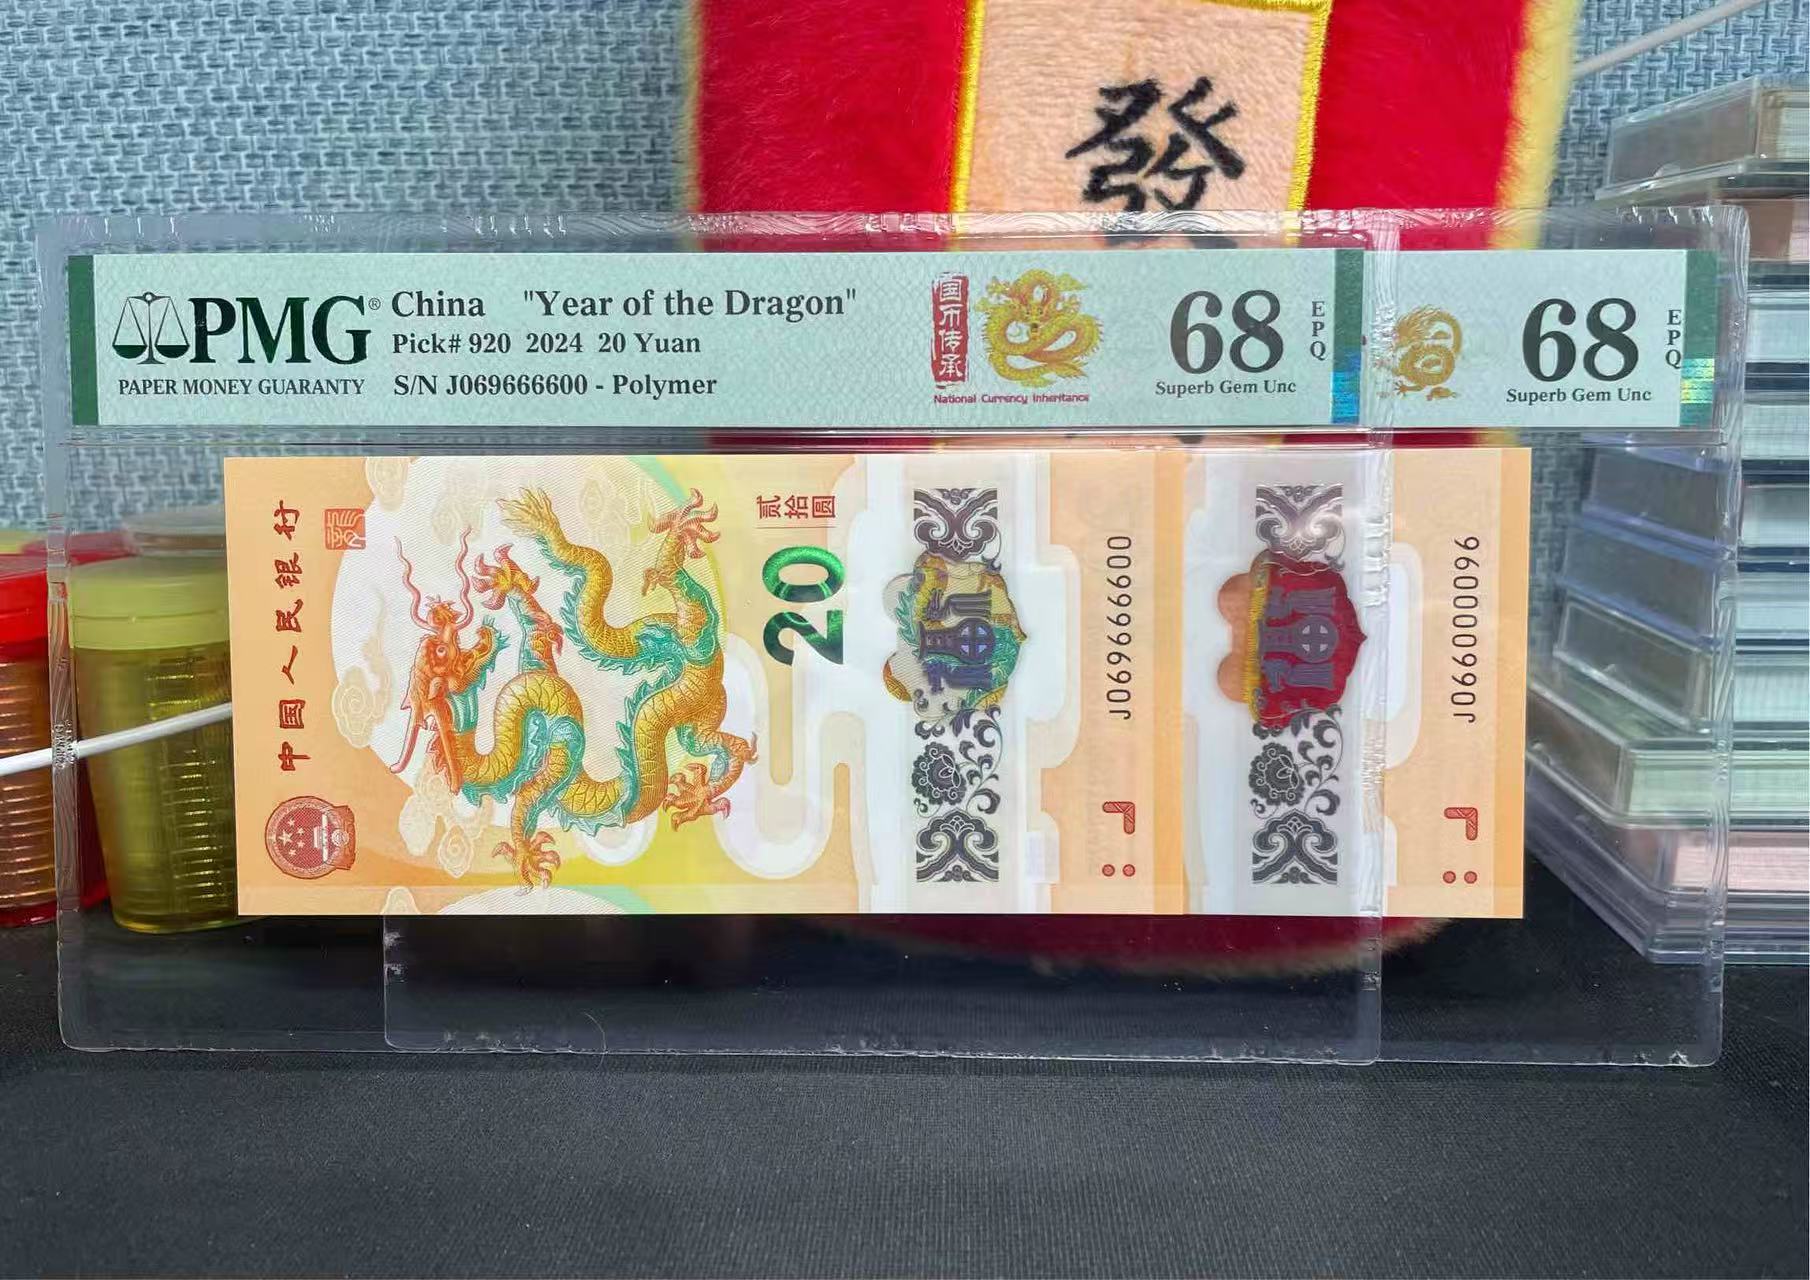 發
PMG®
PAPER MONEY GUARANTY
China "Year of the Dragon"
Pick# 920 2024 20 Yuan
S/N J069666600 - Polymer
国币传承
National Currency Inheritance
68
EPQ
Superb Gem Unc
68
EPQ
Superb Gem Unc
中国人民银行
贰拾圆
20
J069666600
J066000096